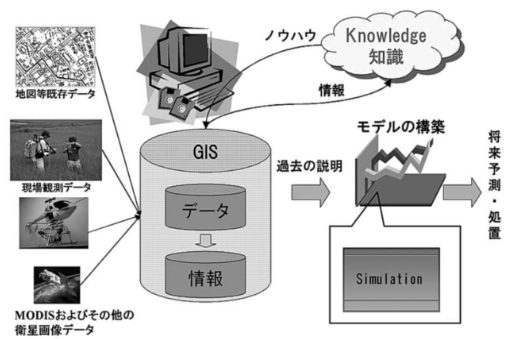 ノウハウ
Knowledge
知識
情報
地図等既存データ
現場観測データ
MODISおよびその他の
衛星画像データ
GIS
データ
情報
過去の説明
モデルの構築
Simulation
将来予測・処置